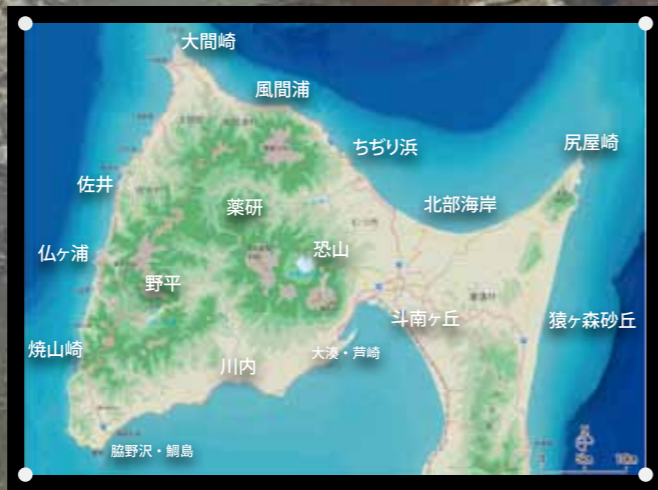 大間崎
風間浦
ちぢり浜
尻屋崎
佐井
薬研
北部海岸
仏ヶ浦
恐山
野平
斗南ヶ丘
猿ヶ森砂丘
焼山崎
大湊・芦崎
川内
脇野沢・鯛島